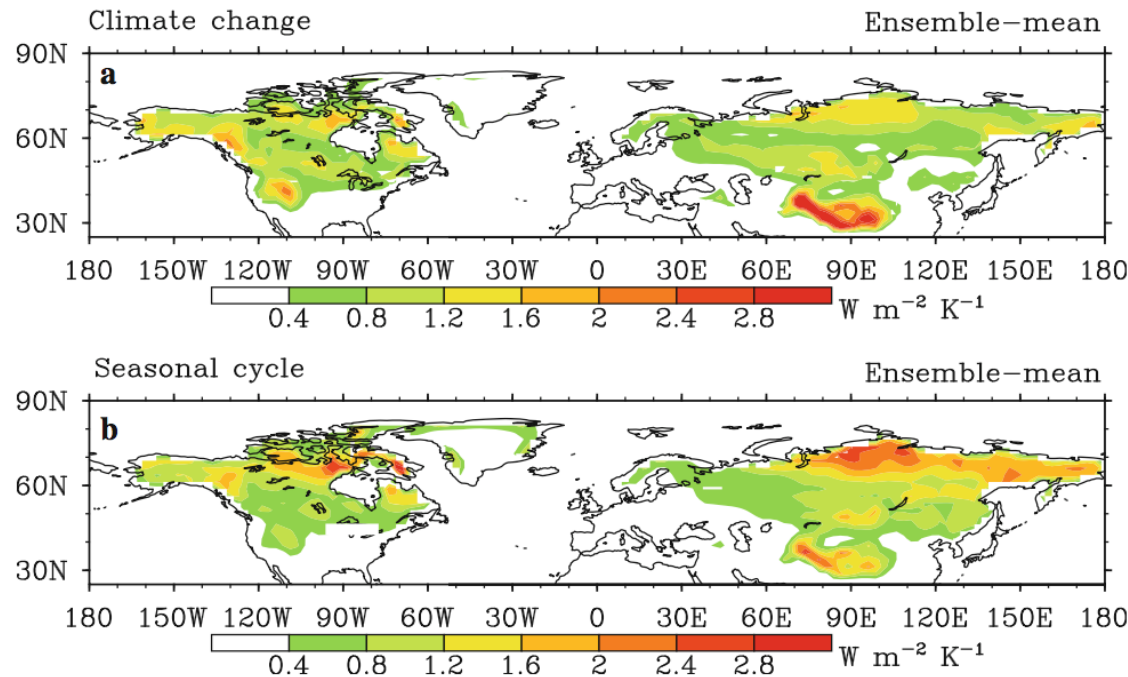 Climate change Ensemble−mean
90N
a
60N
30N
180 150W 120W 90W 60W 30W 0 30E 60E 90E 120E 150E 180
0.4 0.8 1.2 1.6 2 2.4 2.8 W m−2 K−1
Seasonal cycle Ensemble−mean
90N
b
60N
30N
180 150W 120W 90W 60W 30W 0 30E 60E 90E 120E 150E 180
0.4 0.8 1.2 1.6 2 2.4 2.8 W m−2 K−1